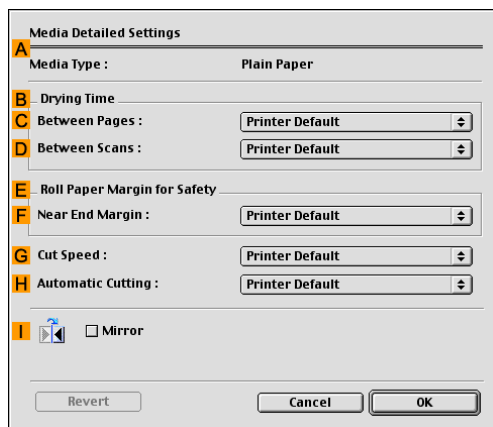 Media Detailed Settings
A
Media Type : Plain Paper
B Drying Time
C Between Pages : Printer Default
D Between Scans : Printer Default
E Roll Paper Margin for Safety
F Near End Margin : Printer Default
G Cut Speed : Printer Default
H Automatic Cutting : Printer Default
I Mirror
Revert Cancel OK